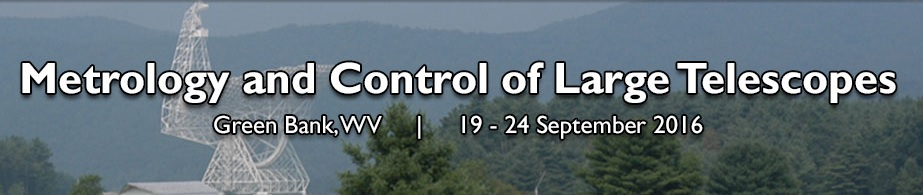 Metrology and Control of Large Telescopes
Green Bank, WV | 19 - 24 September 2016